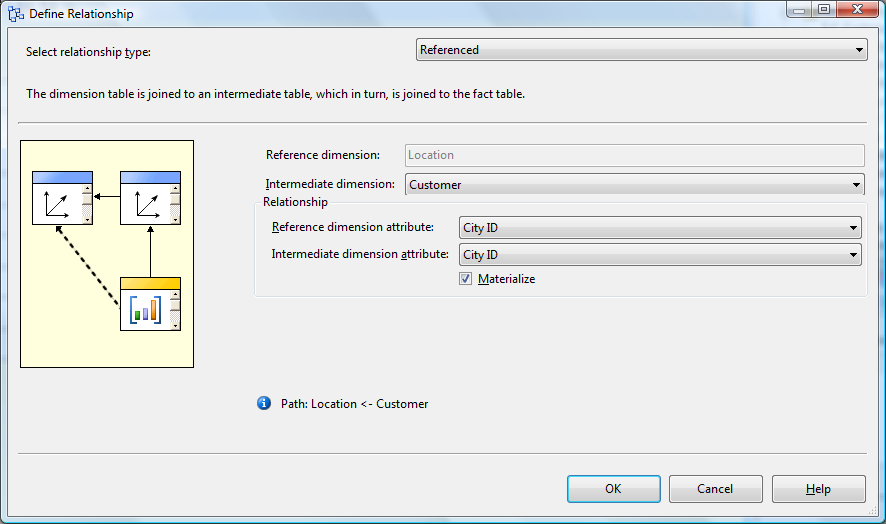 Define Relationship
Select relationship type:
Referenced
The dimension table is joined to an intermediate table, which in turn, is joined to the fact table.
Reference dimension:
Location
Intermediate dimension:
Customer
Relationship
Reference dimension attribute:
City ID
Intermediate dimension attribute:
City ID
Materialize
Path: Location <- Customer
OK
Cancel
Help